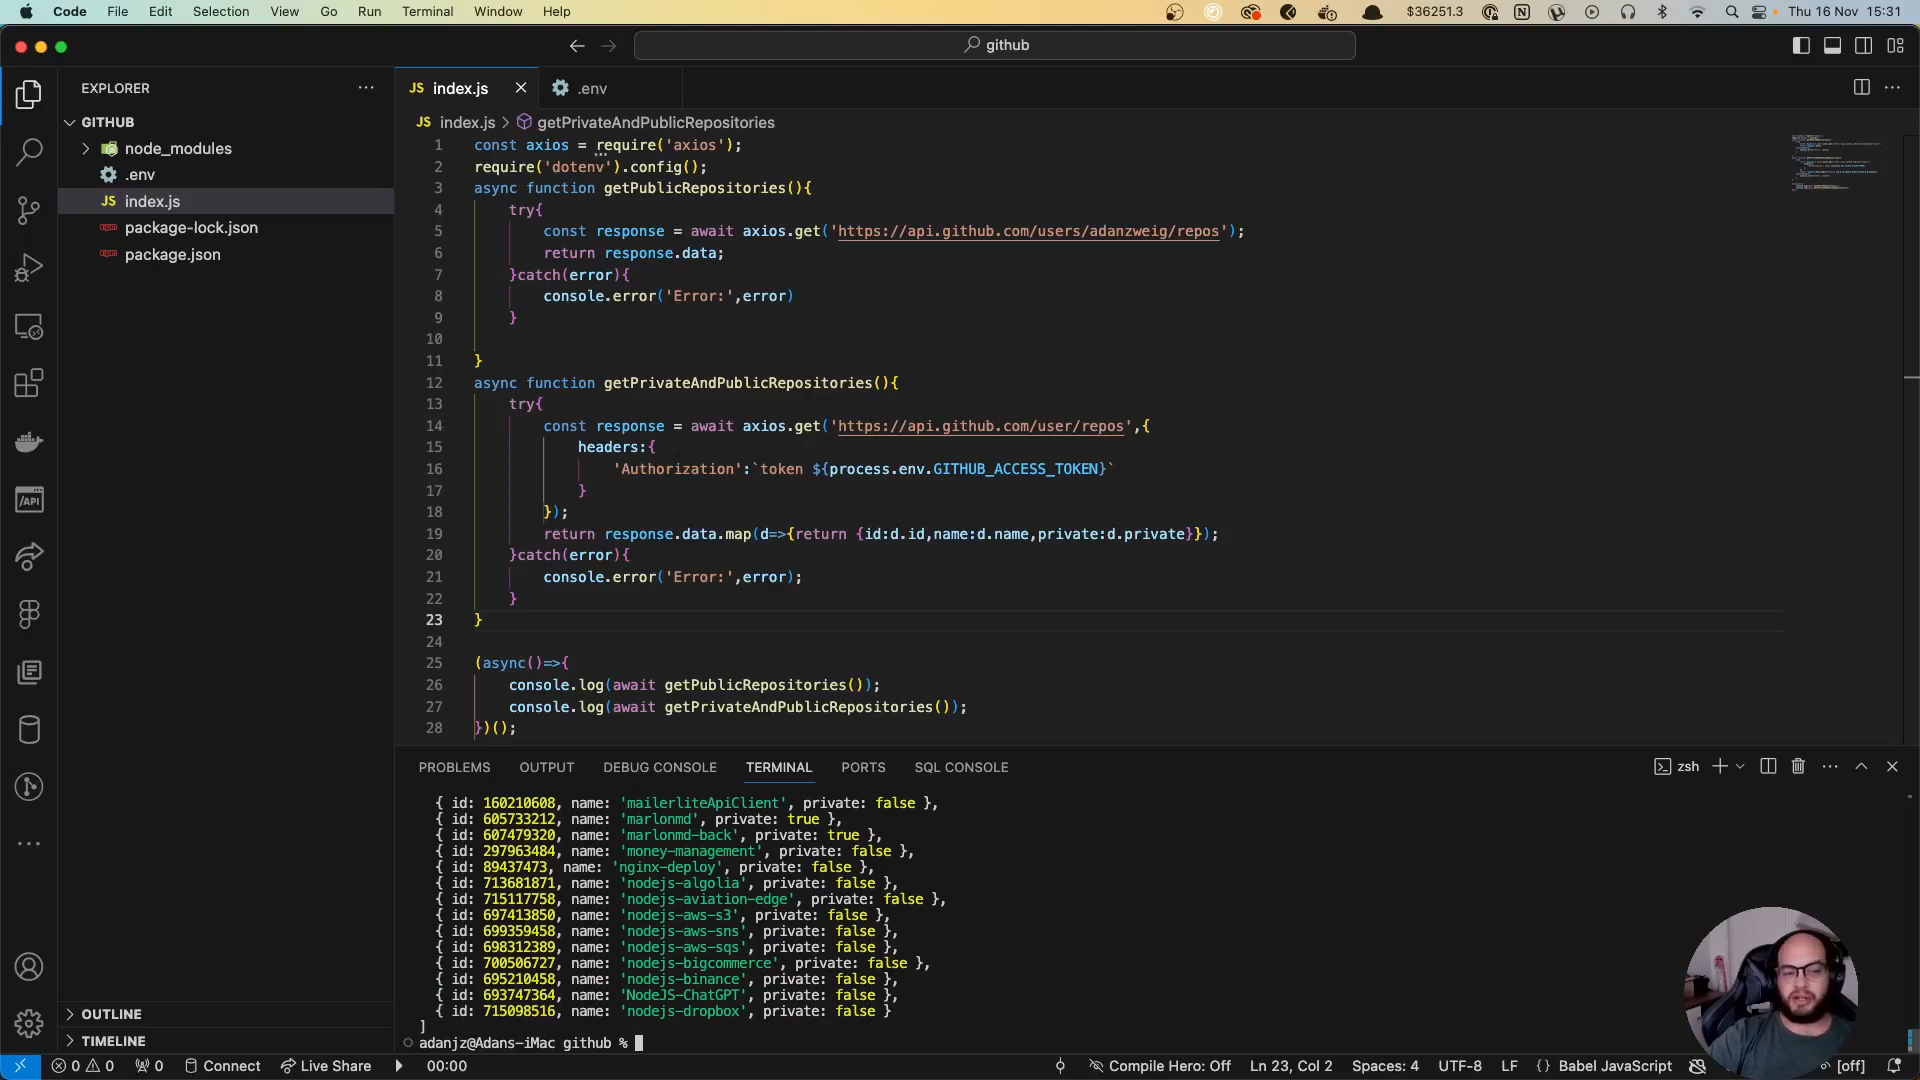 Code File Edit Selection View Go Run Terminal Window Help $36251.3 Thu 16 Nov 15:31
github
EXPLORER
GITHUB
node_modules
.env
JS index.js
package-lock.json
package.json
OUTLINE
TIMELINE
JS index.js
.env
JS index.js > getPrivateAndPublicRepositories
1 const axios = require('axios');
2 require('dotenv').config();
3 async function getPublicRepositories(){
4 try{
5 const response = await axios.get('https://api.github.com/users/adanzweig/repos');
6 return response.data;
7 }catch(error){
8 console.error('Error:',error)
9 }
10
11 }
12 async function getPrivateAndPublicRepositories(){
13 try{
14 const response = await axios.get('https://api.github.com/user/repos',{
15 headers:{
16 'Authorization':`token ${process.env.GITHUB_ACCESS_TOKEN}`
17 }
18 });
19 return response.data.map(d=>{return {id:d.id,name:d.name,private:d.private}});
20 }catch(error){
21 console.error('Error:',error);
22 }
23 }
24
25 (async()=>{
26 console.log(await getPublicRepositories());
27 console.log(await getPrivateAndPublicRepositories());
28 })();
PROBLEMS OUTPUT DEBUG CONSOLE TERMINAL PORTS SQL CONSOLE zsh
{ id: 160210608, name: 'mailerliteApiClient', private: false },
{ id: 605733212, name: 'marlonmd', private: true },
{ id: 607479320, name: 'marlonmd-back', private: true },
{ id: 297963484, name: 'money-management', private: false },
{ id: 89437473, name: 'nginx-deploy', private: false },
{ id: 713681871, name: 'nodejs-algolia', private: false },
{ id: 715117758, name: 'nodejs-aviation-edge', private: false },
{ id: 697413850, name: 'nodejs-aws-s3', private: false },
{ id: 699359458, name: 'nodejs-aws-sns', private: false },
{ id: 698312389, name: 'nodejs-aws-sqs', private: false },
{ id: 700506727, name: 'nodejs-bigcommerce', private: false },
{ id: 695210458, name: 'nodejs-binance', private: false },
{ id: 693747364, name: 'NodeJS-ChatGPT', private: false },
{ id: 715098516, name: 'nodejs-dropbox', private: false }
]
adanjz@Adans-iMac github %
0 0 0 Connect Live Share 00:00 Compile Hero: Off Ln 23, Col 2 Spaces: 4 UTF-8 LF {} Babel JavaScript [off]